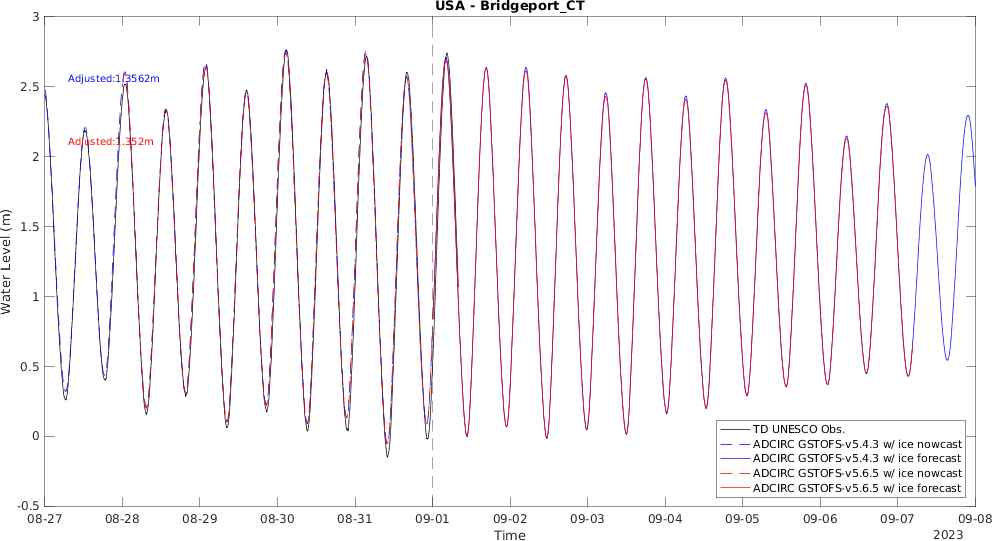 USA - Bridgeport_CT
3
2.5
2
1.5
1
0.5
0
-0.5
Water Level (m)
Adjusted:1.3562m
Adjusted:1.352m
TD UNESCO Obs.
ADCIRC GSTOFS-v5.4.3 w/ ice nowcast
ADCIRC GSTOFS-v5.4.3 w/ ice forecast
ADCIRC GSTOFS-v5.6.5 w/ ice nowcast
ADCIRC GSTOFS-v5.6.5 w/ ice forecast
08-27 08-28 08-29 08-30 08-31 09-01 09-02 09-03 09-04 09-05 09-06 09-07 09-08
Time
2023